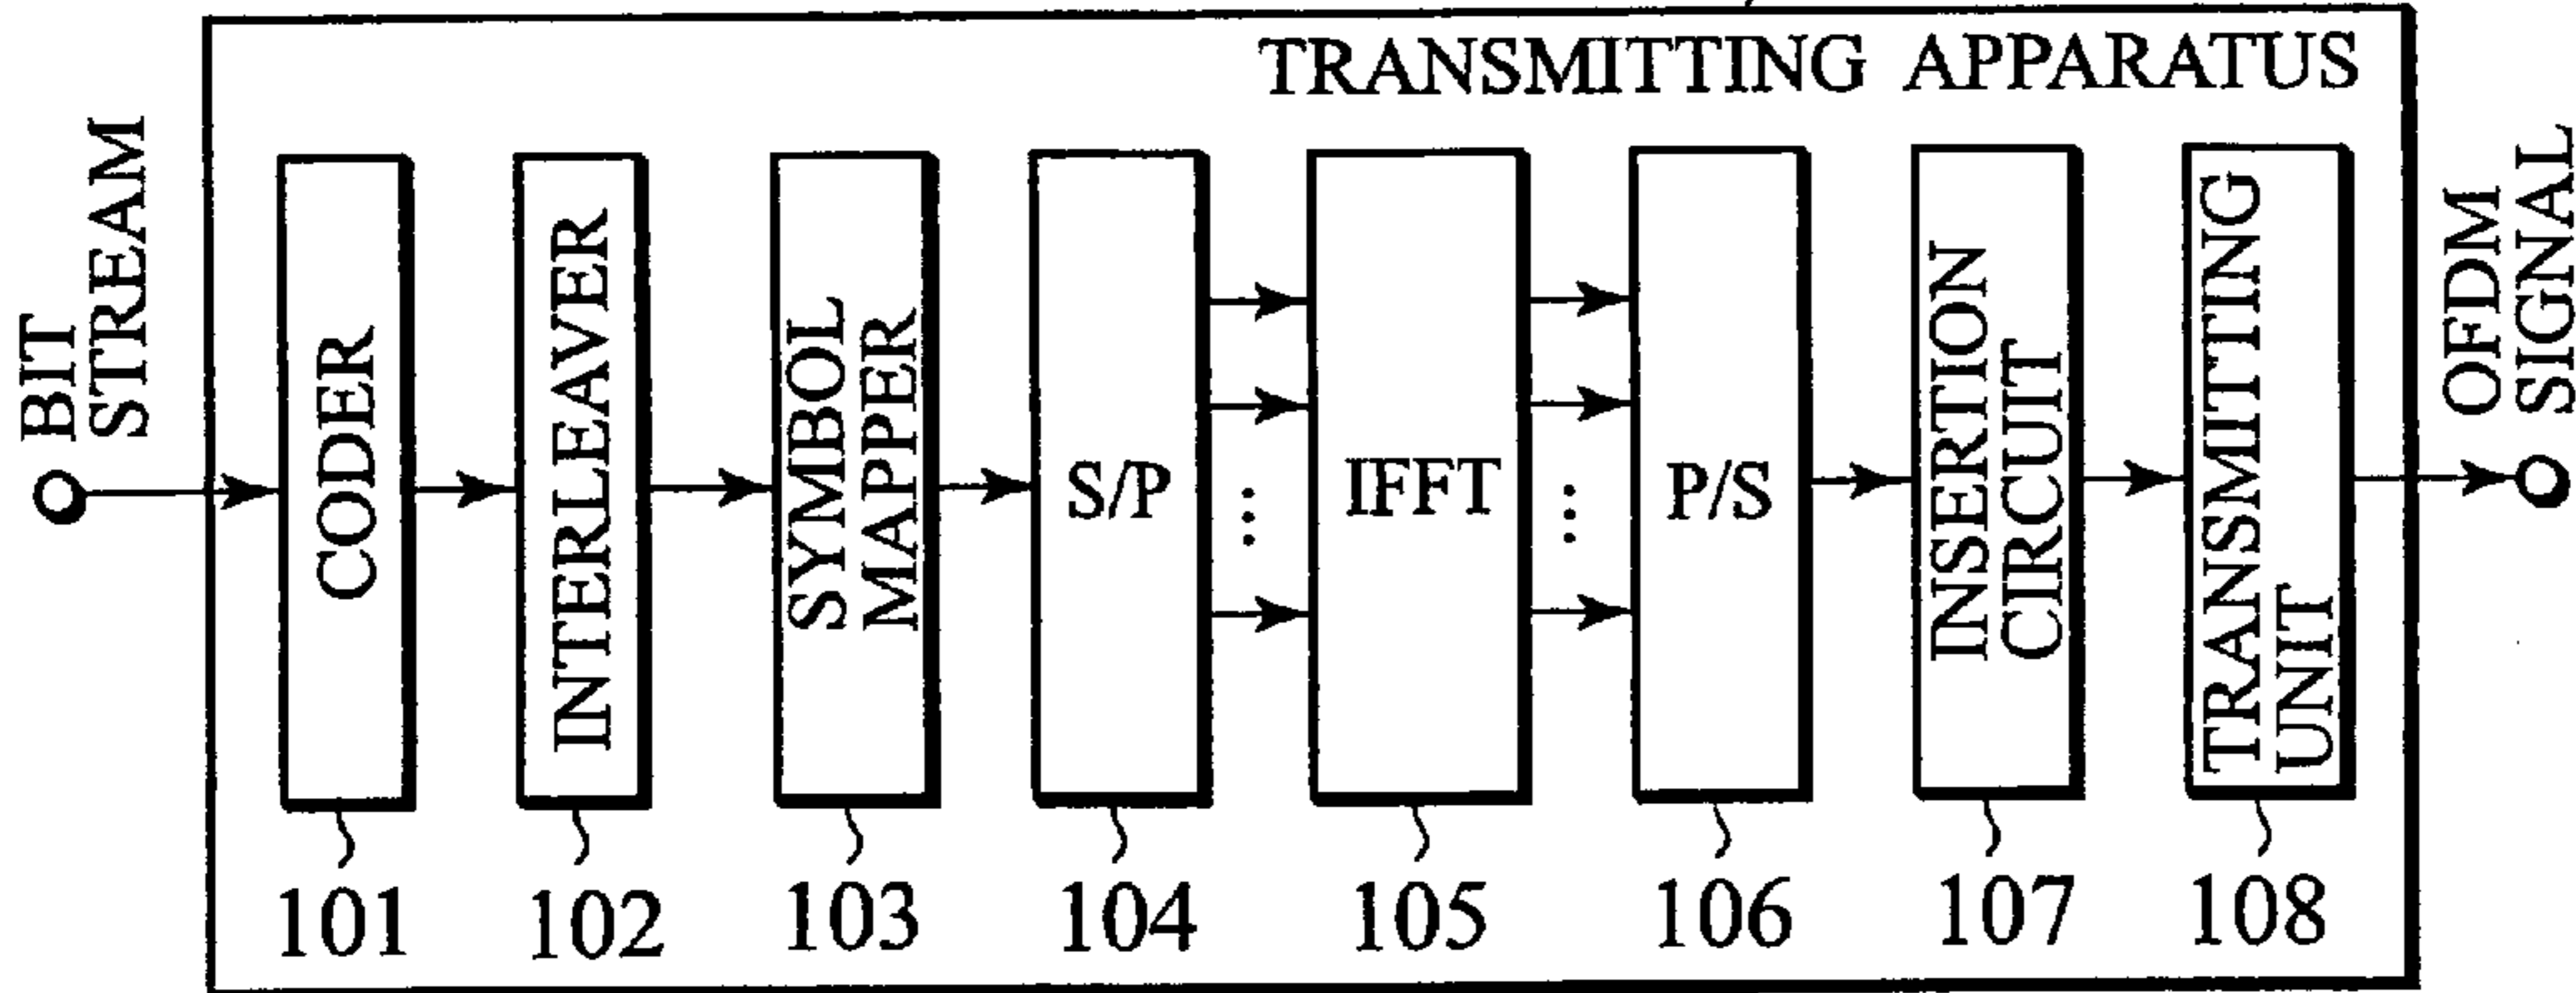 TRANSMITTING APPARATUS
BIT
STREAM
CODER
INTERLEAVER
SYMBOL
MAPPER
S/P
IFFT
P/S
INSERTION
CIRCUIT
TRANSMITTING
UNIT
OFDM
SIGNAL
101
102
103
104
105
106
107
108